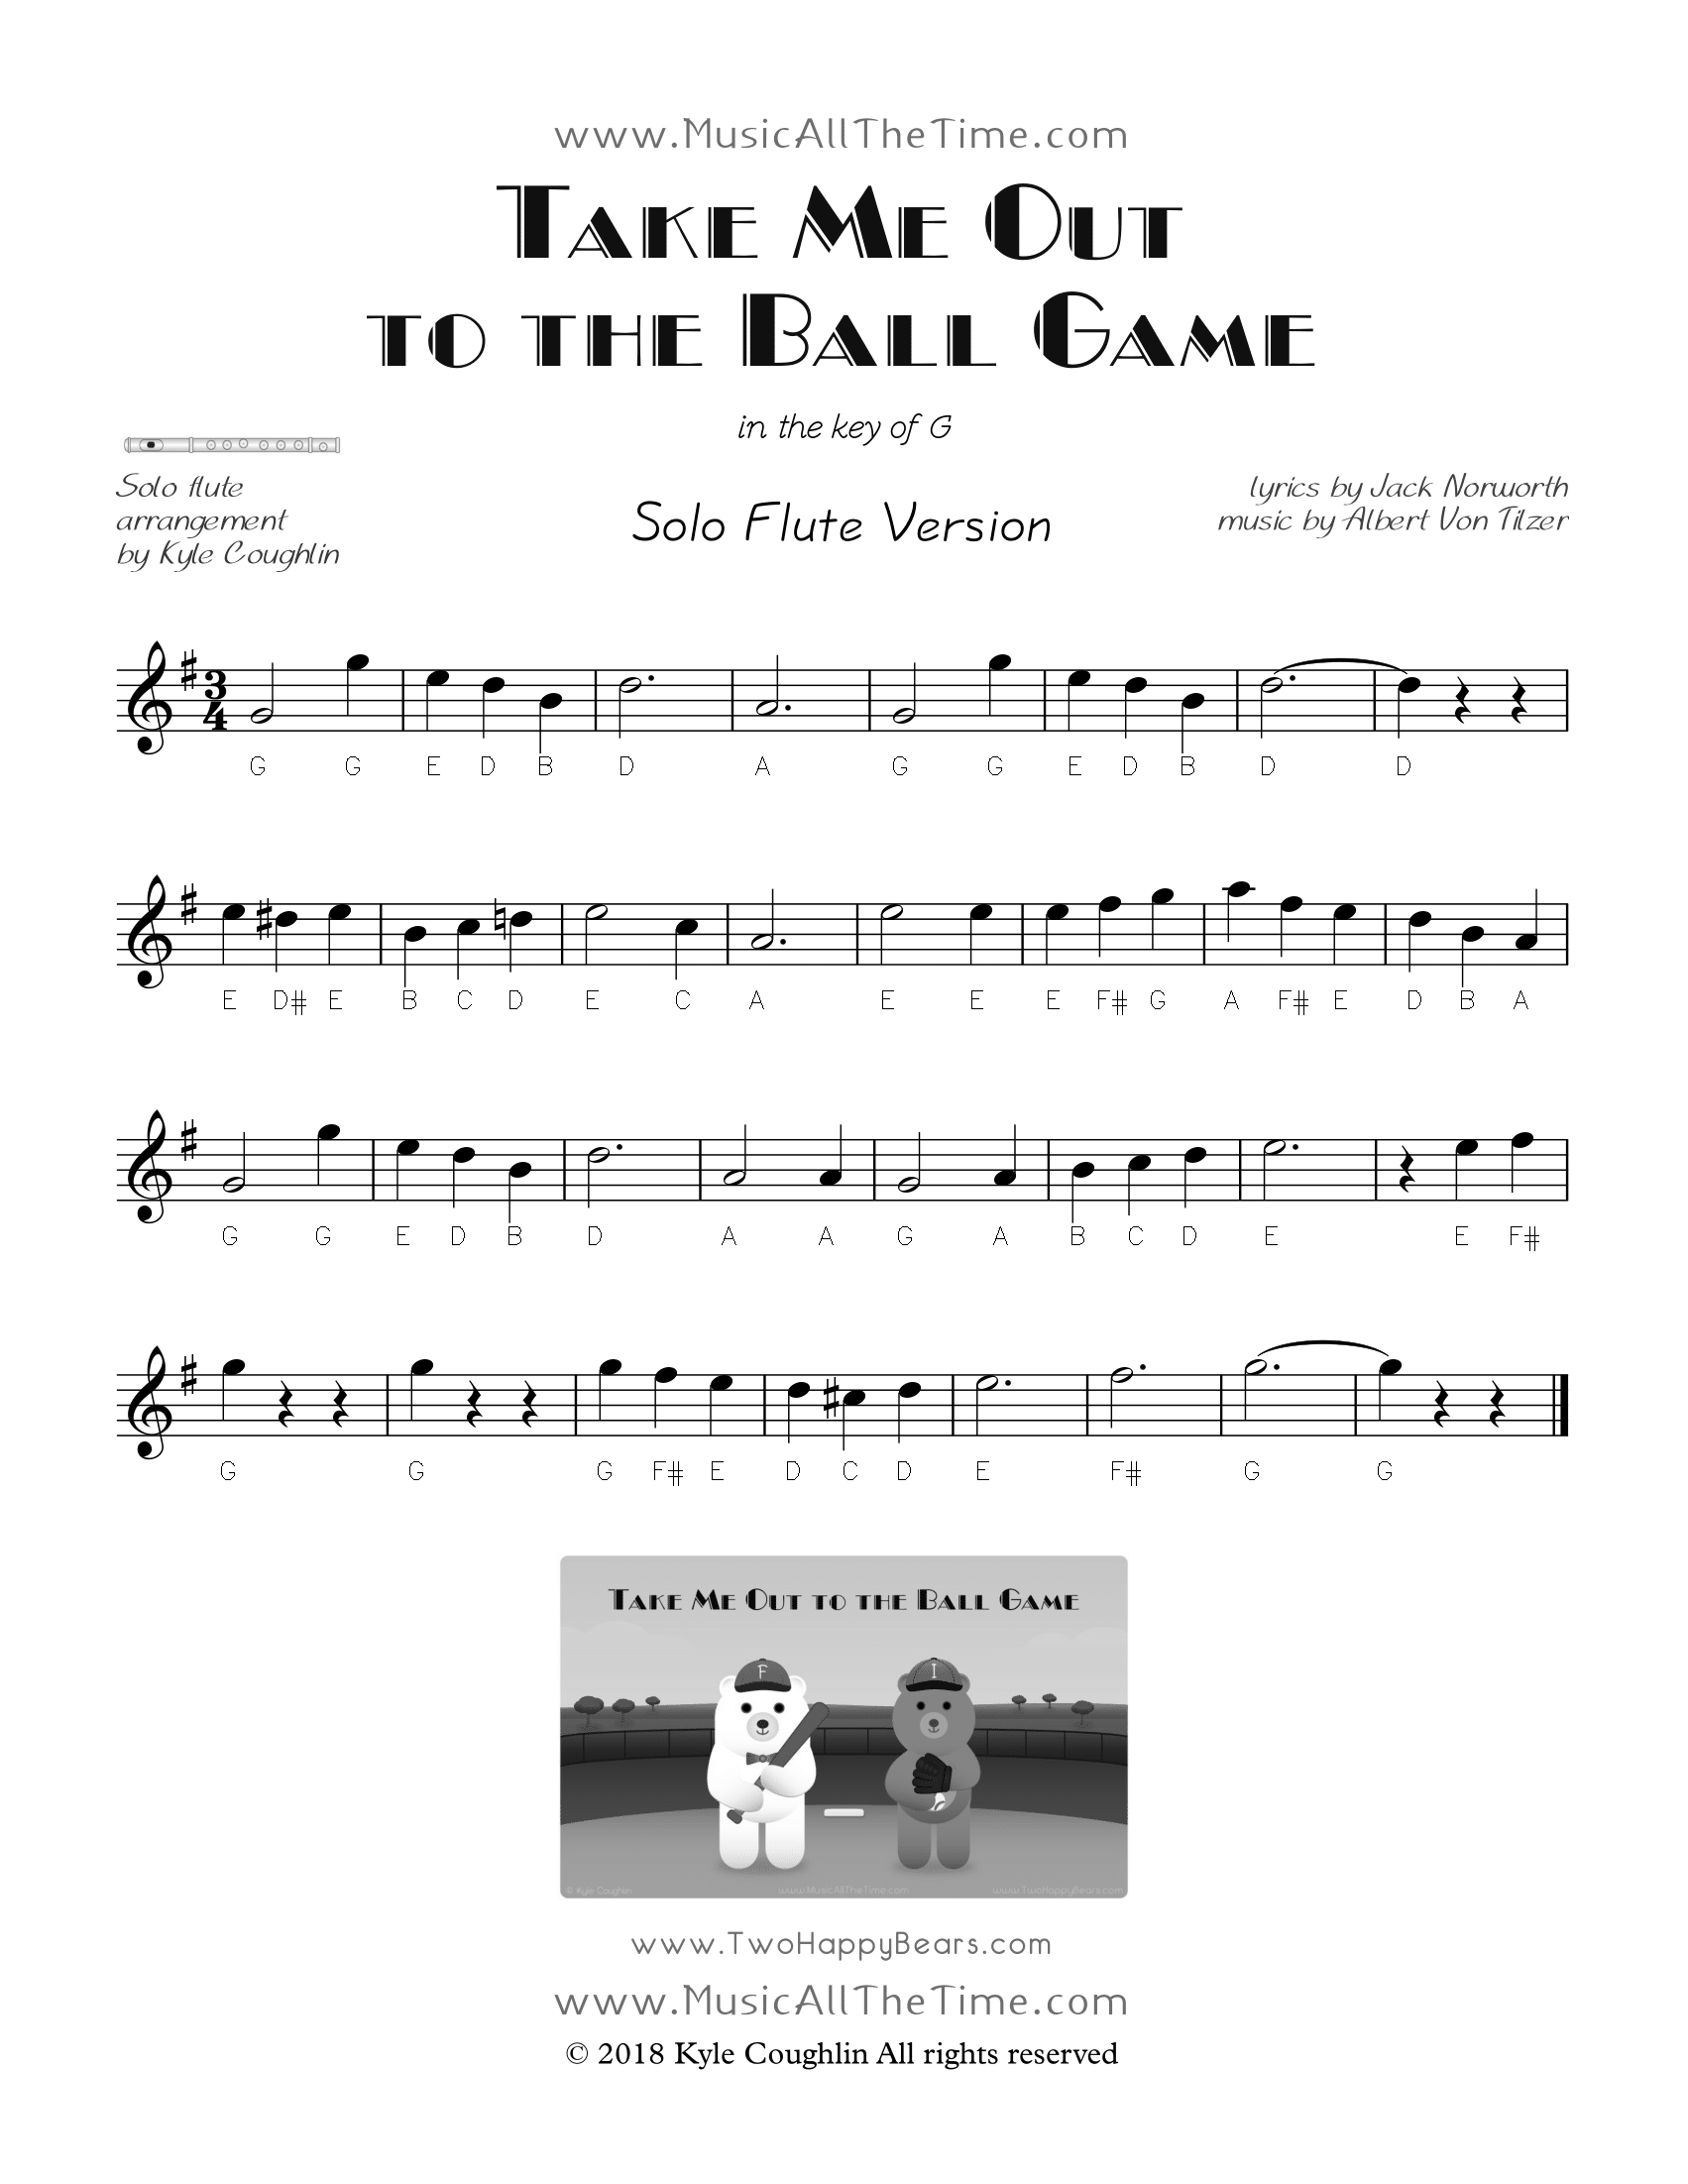 www.MusicAllTheTime.com
Take Me Out
to the Ball Game
in the key of G
Solo flute
arrangement
by Kyle Coughlin
Solo Flute Version
lyrics by Jack Norworth
music by Albert Von Tilzer
3
4
G G E D B D A G G E D B D D
E D# E B C D E C A E E E F# G A F# E D B A
G G E D B D A A G A B C D E E F#
G G G F# E D C D E F# G G
Take Me Out to the Ball Game
F I
© Kyle Coughlin www.MusicAllTheTime.com www.TwoHappyBears.com
www.TwoHappyBears.com
www.MusicAllTheTime.com
© 2018 Kyle Coughlin All rights reserved